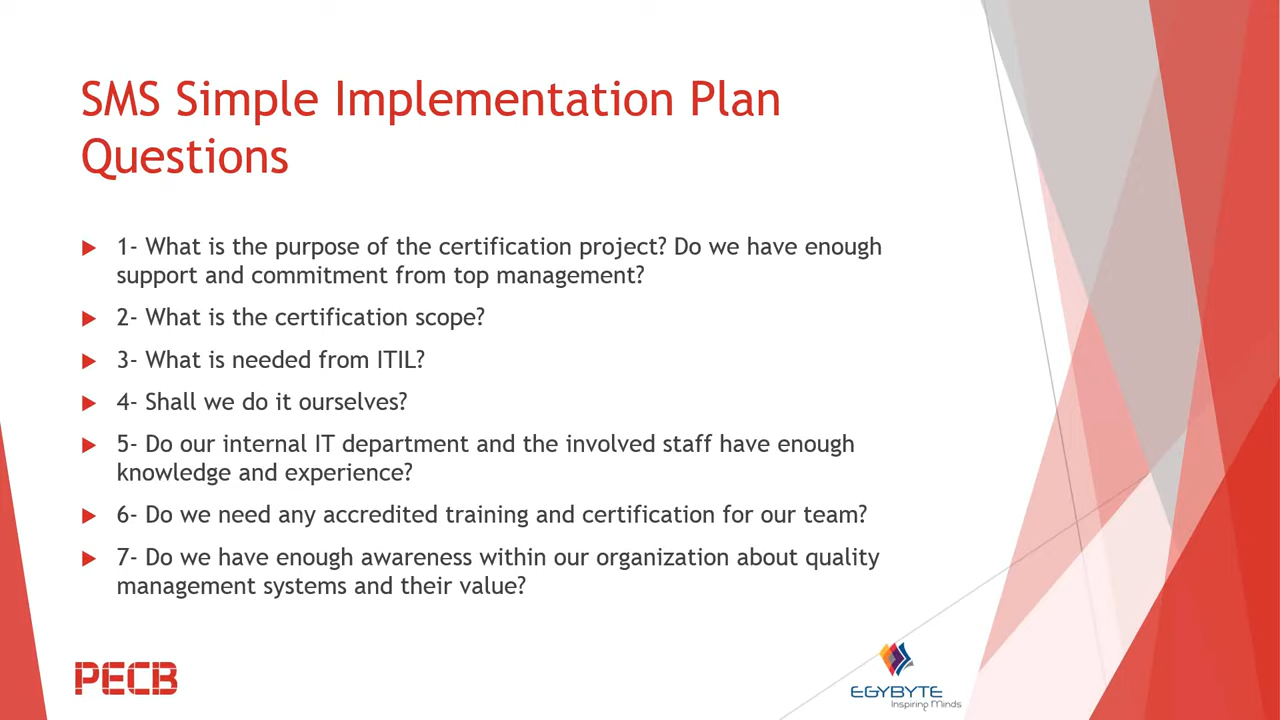 SMS Simple Implementation Plan
Questions
1- What is the purpose of the certification project? Do we have enough
support and commitment from top management?
2- What is the certification scope?
3- What is needed from ITIL?
4- Shall we do it ourselves?
5- Do our internal IT department and the involved staff have enough
knowledge and experience?
6- Do we need any accredited training and certification for our team?
7- Do we have enough awareness within our organization about quality
management systems and their value?
PECB
EGYBYTE
Inspiring Minds